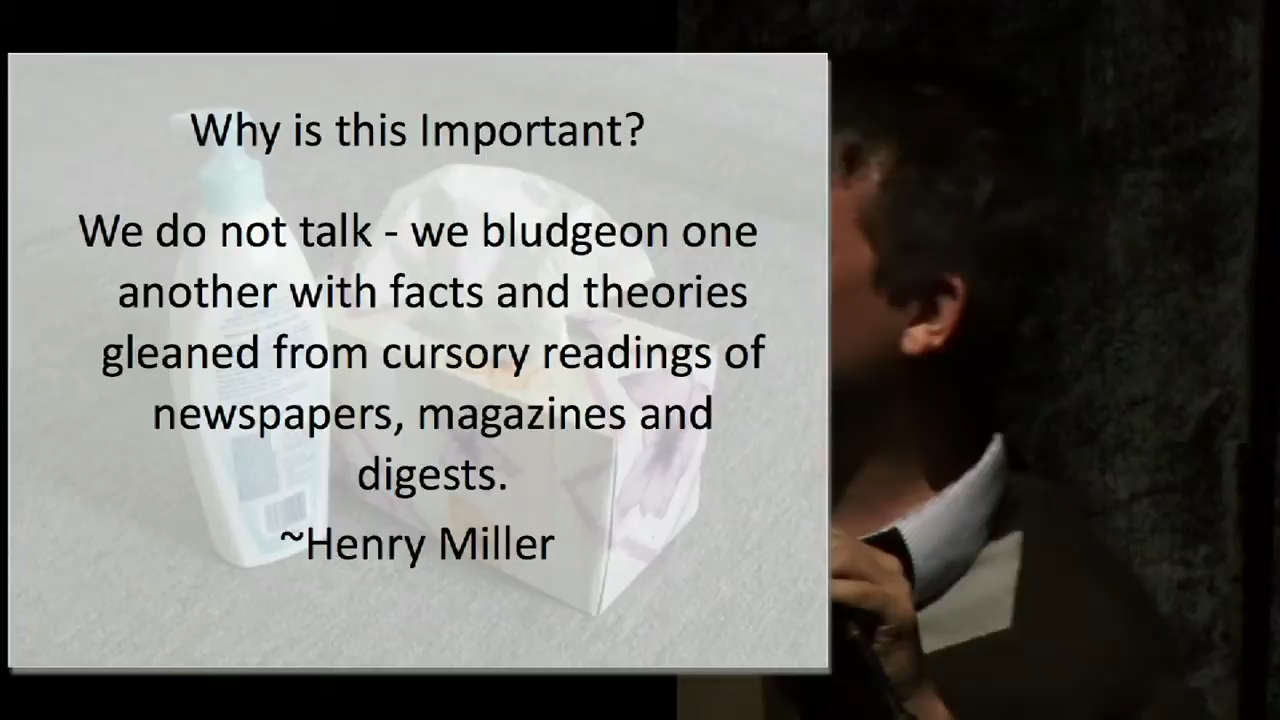 Why is this Important?
We do not talk - we bludgeon one
another with facts and theories
gleaned from cursory readings of
newspapers, magazines and
digests.
~Henry Miller